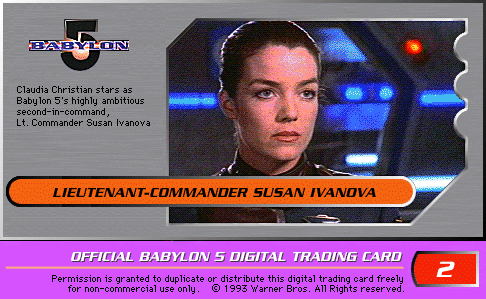 5
BABYLON
Claudia Christian stars as
Babylon 5's highly ambitious
second-in-command,
Lt. Commander Susan Ivanova
LIEUTENANT-COMMANDER SUSAN IVANOVA
OFFICIAL BABYLON 5 DIGITAL TRADING CARD
2
Permission is granted to duplicate or distribute this digital trading card freely
for non-commercial use only. © 1993 Warner Bros. All Rights reserved.